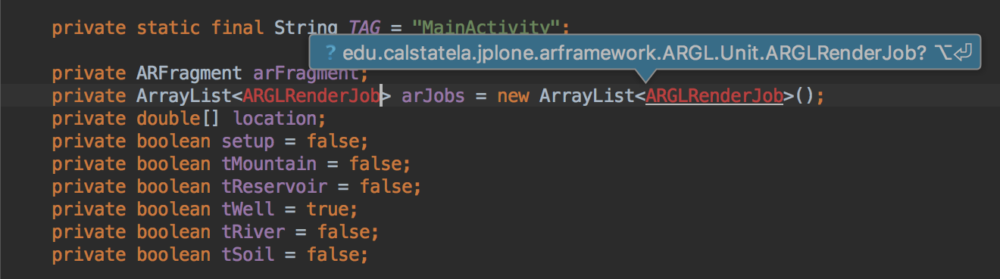 private static final String TAG = "MainActivity";
? edu.calstatela.jplone.arframework.ARGL.Unit.ARGLRenderJob? ⌥⏎
private ARFragment arFragment;
private ArrayList<ARGLRenderJob> arJobs = new ArrayList<ARGLRenderJob>();
private double[] location;
private boolean setup = false;
private boolean tMountain = false;
private boolean tReservoir = false;
private boolean tWell = true;
private boolean tRiver = false;
private boolean tSoil = false;